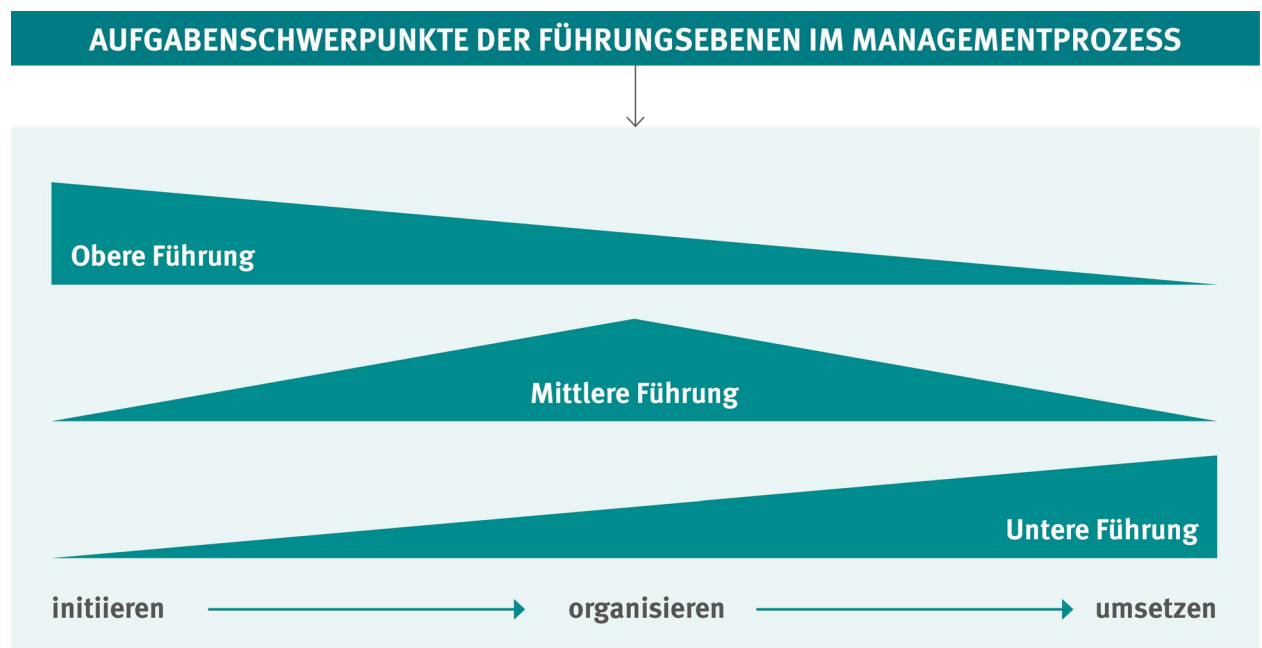 AUFGABENSCHWERPUNKTE DER FÜHRUNGSEBENEN IM MANAGEMENTPROZESS
Obere Führung
Mittlere Führung
Untere Führung
initiieren organisieren umsetzen